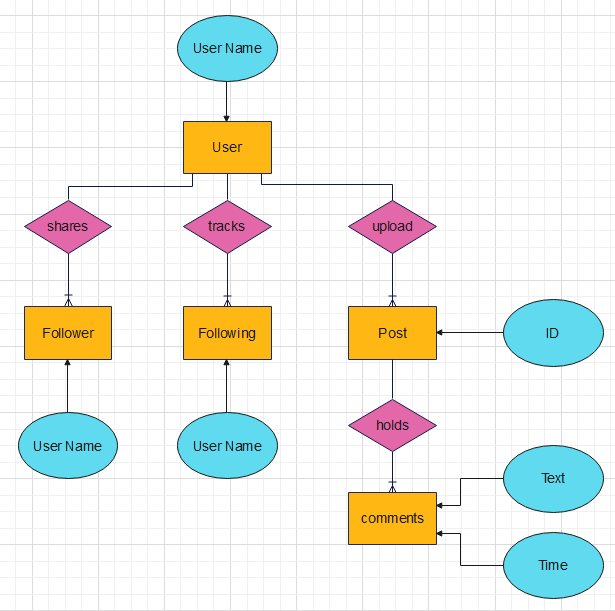 User Name
User
shares
tracks
upload
Follower
Following
Post
ID
holds
User Name
User Name
Text
comments
Time